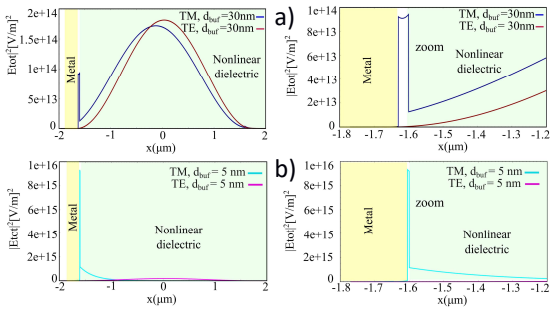 a)
Etot|²[V/m]²
2e+14
1.5e+14
1e+14
5e+13
0
TM, d_buf=30nm
TE, d_buf=30nm
Nonlinear
dielectric
Metal
-2 -1 0 1 2
x(μm)
|Etot|²[V/m]²
1e+14
8e+13
6e+13
4e+13
2e+13
0
TM, d_buf=30nm
TE, d_buf=30nm
zoom
Nonlinear
dielectric
Metal
-1.8 -1.7 -1.6 -1.5 -1.4 -1.3 -1.2
x(μm)
b)
|Etct|²[V/m]²
1e+16
8e+15
6e+15
4e+15
2e+15
0
TM, d_buf= 5 nm
TE, d_buf= 5 nm
Nonlinear
dielectric
Metal
-2 -1 0 1 2
x(μm)
|Etot|²[V/m]²
1e+16
8e+15
6e+15
4e+15
2e+15
0
TM, d_buf= 5 nm
TE, d_buf= 5 nm
zoom
Nonlinear
dielectric
Metal
-1.8 -1.7 -1.6 -1.5 -1.4 -1.3 -1.2
x(μm)